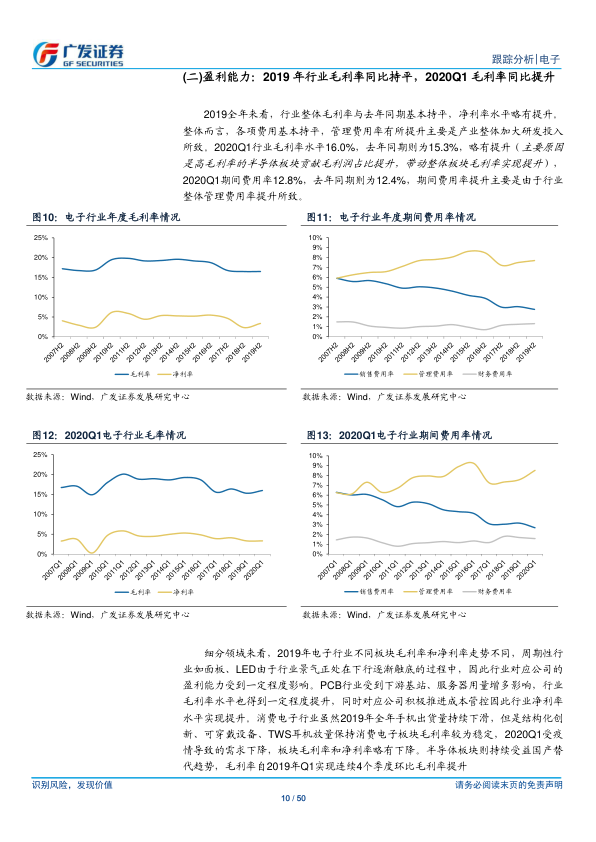 广发证券
GF SECURITIES
跟踪分析|电子
(二)盈利能力：2019 年行业毛利率同比持平，2020Q1 毛利率同比提升
2019全年来看，行业整体毛利率与去年同期基本持平，净利率水平略有提升。
整体而言，各项费用基本持平，管理费用率有所提升主要是产业整体加大研发投入
所致。2020Q1行业毛利率水平16.0%，去年同期则为15.3%，略有提升（主要原因
是高毛利率的半导体板块贡献毛利润占比提升，带动整体板块毛利率实现提升），
2020Q1期间费用率12.8%，去年同期则为12.4%，期间费用率提升主要是由于行业
整体管理费用率提升所致。
图10：电子行业年度毛利率情况
25%
20%
15%
10%
5%
0%
2007H2 2008H2 2009H2 2010H2 2011H2 2012H2 2013H2 2014H2 2015H2 2016H2 2017H2 2018H2 2019H2
毛利率 净利率
数据来源：Wind，广发证券发展研究中心
图11：电子行业年度期间费用率情况
10%
9%
8%
7%
6%
5%
4%
3%
2%
1%
0%
2007H2 2008H2 2009H2 2010H2 2011H2 2012H2 2013H2 2014H2 2015H2 2016H2 2017H2 2018H2 2019H2
销售费用率 管理费用率 财务费用率
数据来源：Wind，广发证券发展研究中心
图12：2020Q1电子行业毛率情况
25%
20%
15%
10%
5%
0%
2007Q1 2008Q1 2009Q1 2010Q1 2011Q1 2012Q1 2013Q1 2014Q1 2015Q1 2016Q1 2017Q1 2018Q1 2019Q1 2020Q1
毛利率 净利率
数据来源：Wind，广发证券发展研究中心
图13：2020Q1电子行业期间费用率情况
10%
9%
8%
7%
6%
5%
4%
3%
2%
1%
0%
2007Q1 2008Q1 2009Q1 2010Q1 2011Q1 2012Q1 2013Q1 2014Q1 2015Q1 2016Q1 2017Q1 2018Q1 2019Q1 2020Q1
销售费用率 管理费用率 财务费用率
数据来源：Wind，广发证券发展研究中心
细分领域来看，2019年电子行业不同板块毛利率和净利率走势不同，周期性行
业如面板、LED由于行业景气正处在下行逐渐触底的过程中，因此行业对应公司的
盈利能力受到一定程度影响。PCB行业受到下游基站、服务器用量增多影响，行业
毛利率水平也得到一定程度提升，同时对应公司积极推进成本管控因此行业净利率
水平实现提升。消费电子行业虽然2019年全年手机出货量持续下滑，但是结构化创
新、可穿戴设备、TWS耳机放量保持消费电子板块毛利率较为稳定，2020Q1受疫
情导致的需求下降，板块毛利率和净利率略有下降。半导体板块则持续受益国产替
代趋势，毛利率自2019年Q1实现连续4个季度环比毛利率提升
识别风险，发现价值
请务必阅读末页的免责声明
10 / 50